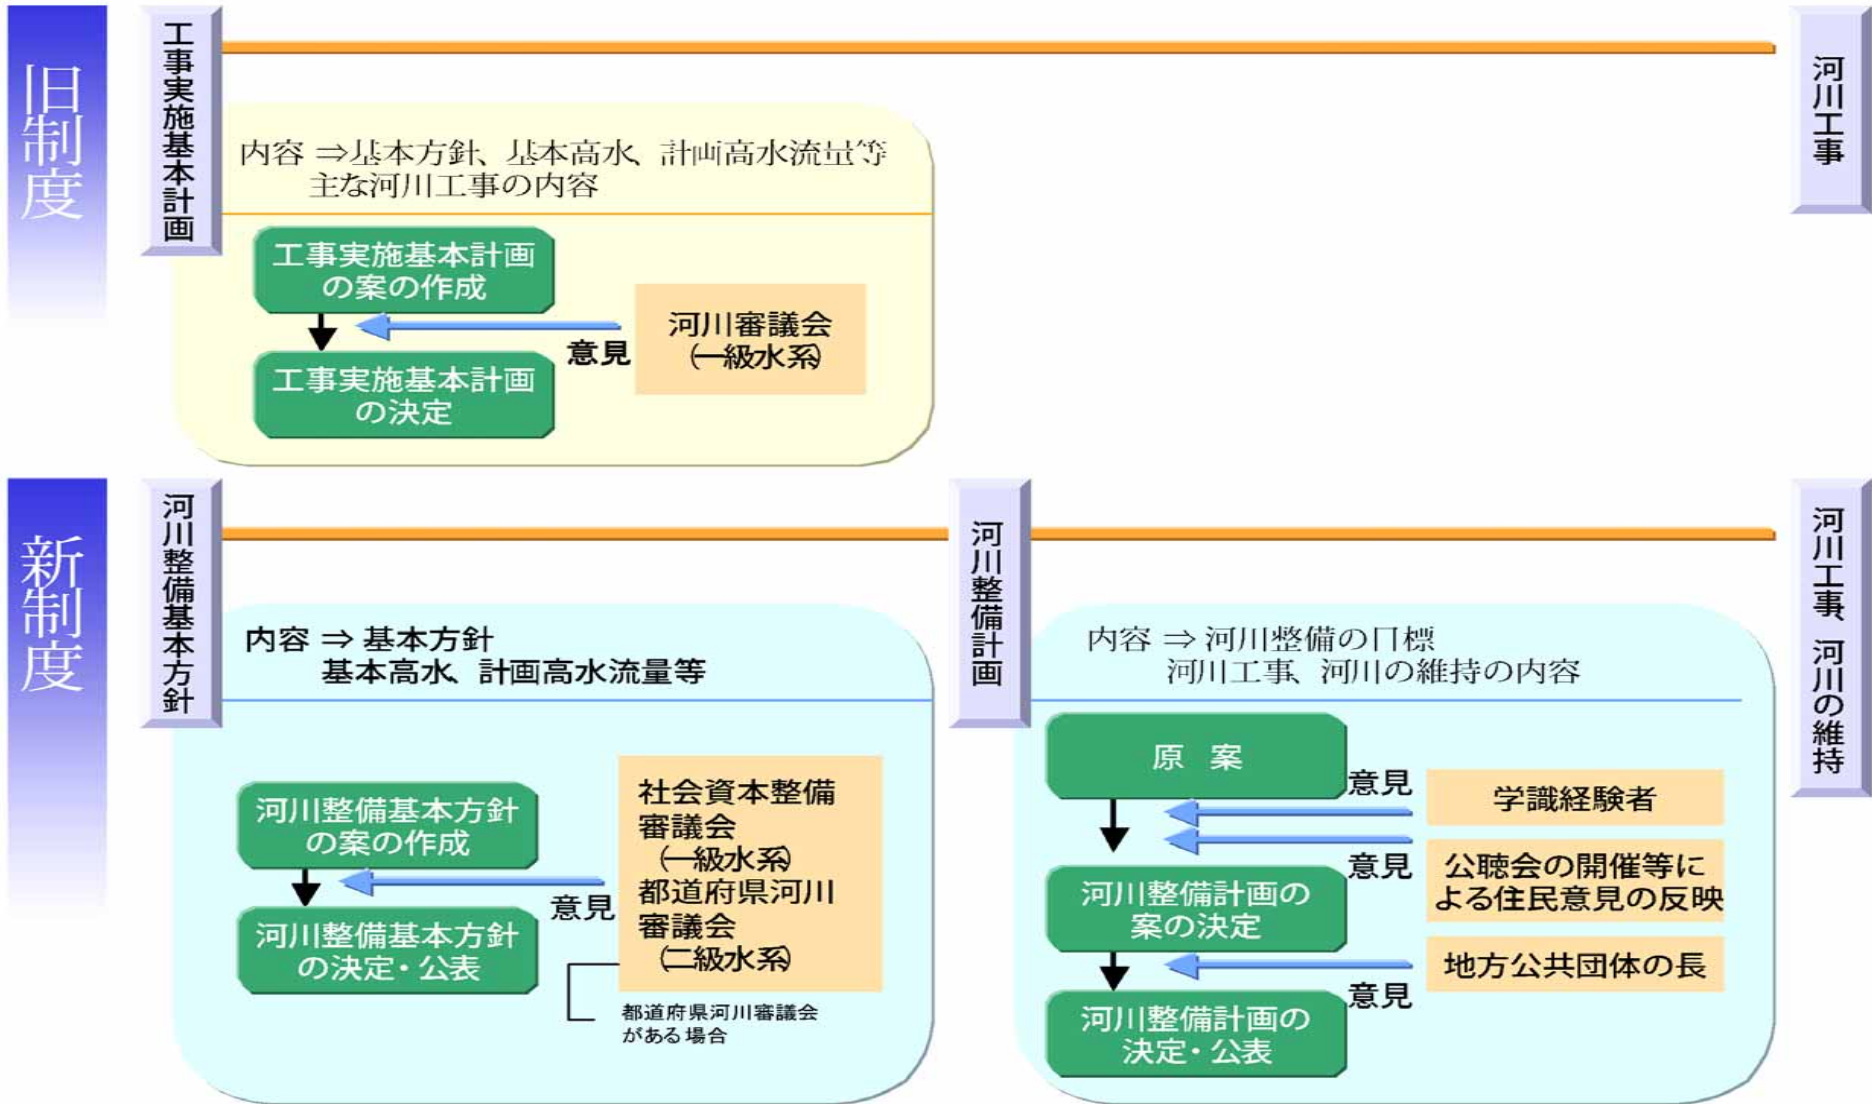 旧制度
工事実施基本計画
河川工事
内容 ⇒基本方針、基本高水、計画高水流量等
主な河川工事の内容
工事実施基本計画
の案の作成
意見
河川審議会
(一級水系)
工事実施基本計画
の決定
新制度
河川整備基本方針
河川整備計画
河川工事、河川の維持
内容 ⇒ 基本方針
基本高水、計画高水流量等
河川整備基本方針
の案の作成
意見
社会資本整備
審議会
(一級水系)
都道府県河川
審議会
(二級水系)
都道府県河川審議会
がある場合
河川整備基本方針
の決定・公表
内容 ⇒ 河川整備の目標
河川工事、河川の維持の内容
原 案
意見
学識経験者
意見
公聴会の開催等に
よる住民意見の反映
河川整備計画の
案の決定
意見
地方公共団体の長
河川整備計画の
決定・公表